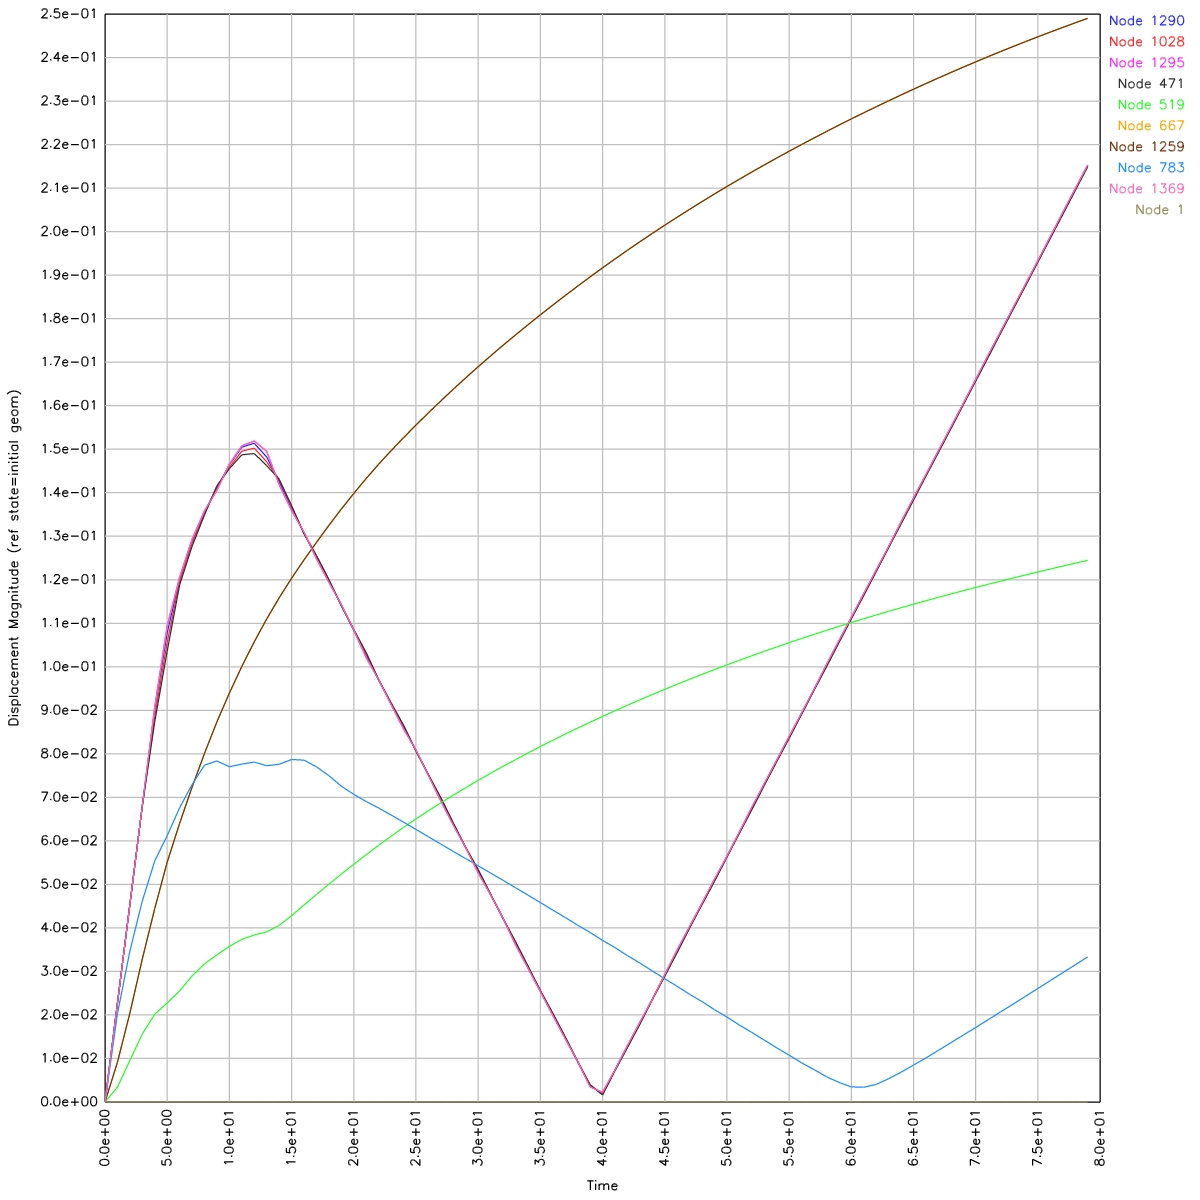 2.5e-01
2.4e-01
2.3e-01
2.2e-01
2.1e-01
2.0e-01
1.9e-01
1.8e-01
1.7e-01
1.6e-01
1.5e-01
1.4e-01
1.3e-01
1.2e-01
1.1e-01
1.0e-01
9.0e-02
8.0e-02
7.0e-02
6.0e-02
5.0e-02
4.0e-02
3.0e-02
2.0e-02
1.0e-02
0.0e+00
Displacement Magnitude (ref state=initial geom)
0.0e+00
5.0e+00
1.0e+01
1.5e+01
2.0e+01
2.5e+01
3.0e+01
3.5e+01
4.0e+01
4.5e+01
5.0e+01
5.5e+01
6.0e+01
6.5e+01
7.0e+01
7.5e+01
8.0e+01
Time
Node 1290
Node 1028
Node 1295
Node 471
Node 519
Node 667
Node 1259
Node 783
Node 1369
Node 1